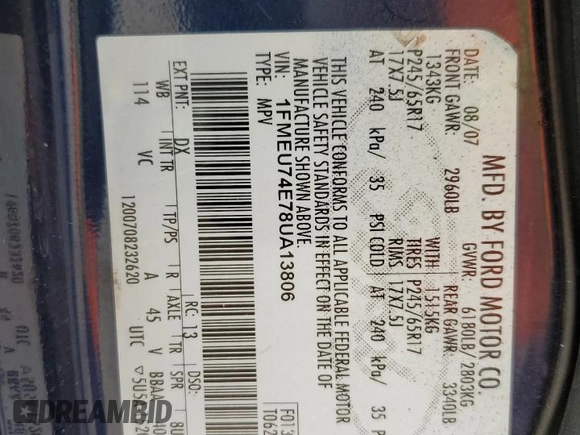 MFD. BY FORD MOTOR CO.
DATE: 08/07 GVWR: 6180LB/ 2803KG
FRONT GAWR: 2960LB REAR GAWR: 3340LB
1343KG WITH 1515KG
P245/65R17 TIRES P245/65R17
17X7.5J RIMS 17X7.5J
AT 240 kPa/ 35 PSI COLD AT 240 kPa/ 35 P
THIS VEHICLE CONFORMS TO ALL APPLICABLE FEDERAL MOTOR
VEHICLE SAFETY STANDARDS IN EFFECT ON THE DATE OF
MANUFACTURE SHOWN ABOVE.
1FMEU74E78UA13806
TYPE: MPV
F013
T062
EXT PNT: DX RC: 13 DSO:
WB INT TR TP/PS R AXLE TR SPR
114 VC A 45 V
1200708232620 UTC
DREAMBID